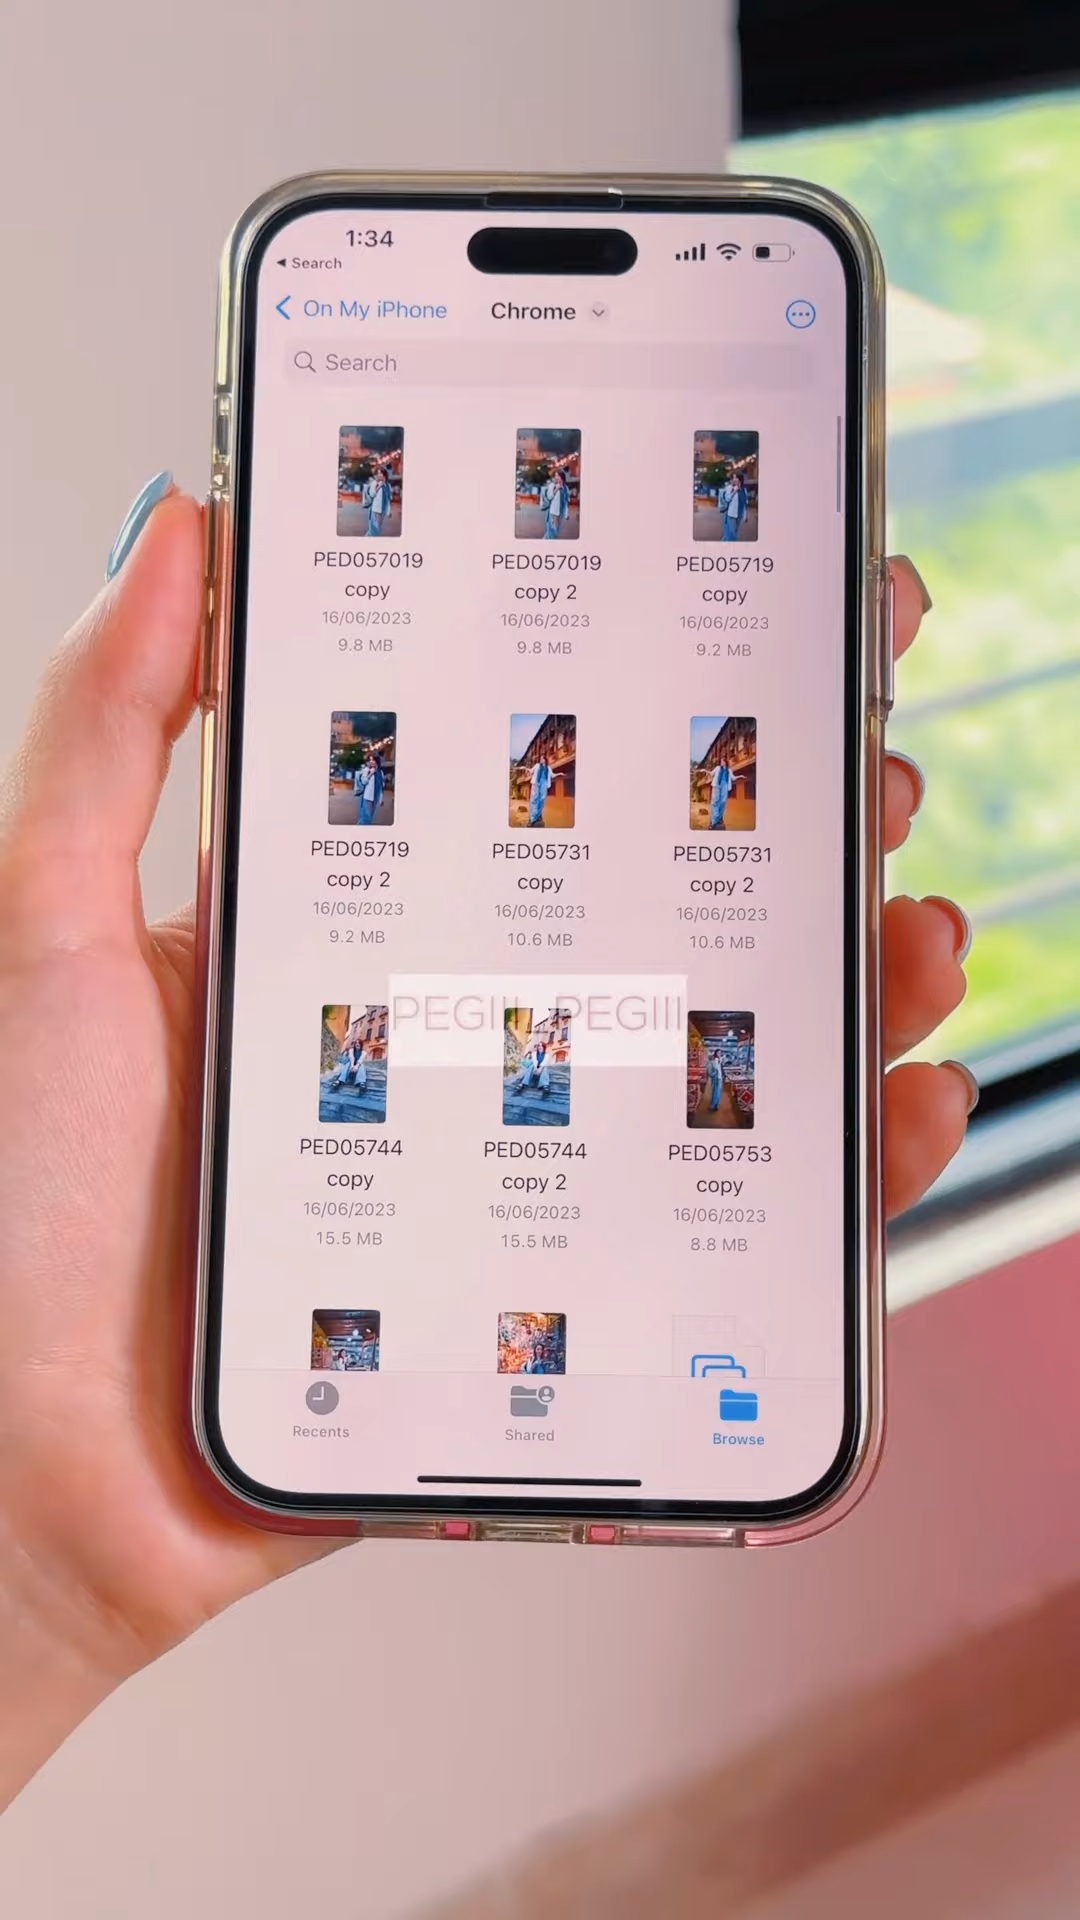 1:34
◀ Search
On My iPhone
Chrome
Search
PED057019
copy
16/06/2023
9.8 MB
PED057019
copy 2
16/06/2023
9.8 MB
PED05719
copy
16/06/2023
9.2 MB
PED05719
copy 2
16/06/2023
9.2 MB
PED05731
copy
16/06/2023
10.6 MB
PED05731
copy 2
16/06/2023
10.6 MB
PEGIII_PEGIII
PED05744
copy
16/06/2023
15.5 MB
PED05744
copy 2
16/06/2023
15.5 MB
PED05753
copy
16/06/2023
8.8 MB
Recents
Shared
Browse